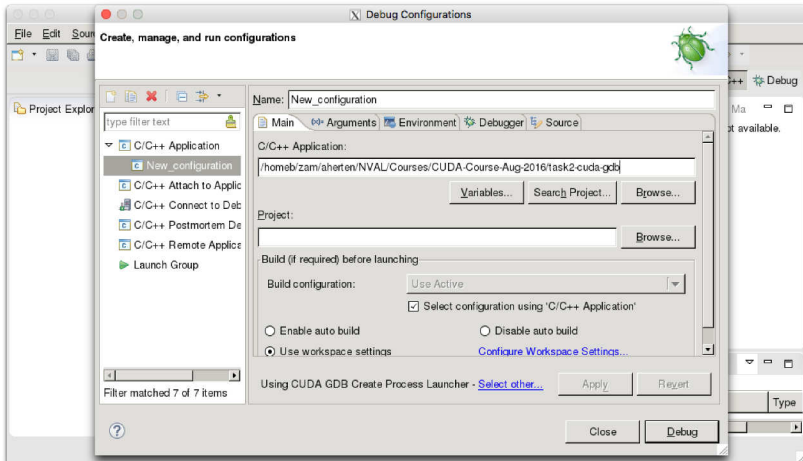 Debug Configurations
File Edit Sour
Create, manage, and run configurations
C++ Debug
Project Explor
type filter text
C/C++ Application
New_configuration
C/C++ Attach to Applic
C/C++ Connect to Deb
C/C++ Postmortem De
C/C++ Remote Applica
Launch Group
Filter matched 7 of 7 items
Name: New_configuration
Main Arguments Environment Debugger Source
C/C++ Application:
/homeb/zam/aherten/NVAL/Courses/CUDA-Course-Aug-2016/task2-cuda-gdb
Variables... Search Project... Browse...
Project:
Browse...
Build (if required) before launching
Build configuration: Use Active
Select configuration using 'C/C++ Application'
Enable auto build Disable auto build
Use workspace settings Configure Workspace Settings...
Using CUDA GDB Create Process Launcher - Select other... Apply Revert
Close Debug
Ma
ot available.
Type